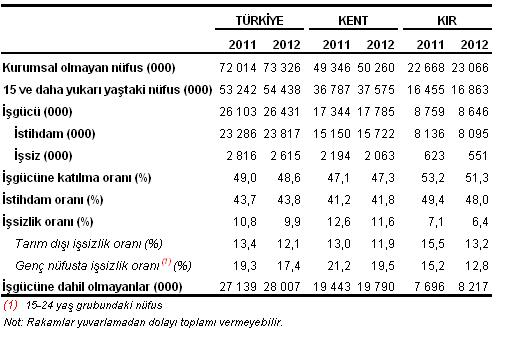 TÜRKİYE KENT KIR
2011 2012 2011 2012 2011 2012
Kurumsal olmayan nüfus (000) 72 014 73 326 49 346 50 260 22 668 23 066
15 ve daha yukarı yaştaki nüfus (000) 53 242 54 438 36 787 37 575 16 455 16 863
İşgücü (000) 26 103 26 431 17 344 17 785 8 759 8 646
İstihdam (000) 23 286 23 817 15 150 15 722 8 136 8 095
İşsiz (000) 2 816 2 615 2 194 2 063 623 551
İşgücüne katılma oranı (%) 49,0 48,6 47,1 47,3 53,2 51,3
İstihdam oranı (%) 43,7 43,8 41,2 41,8 49,4 48,0
İşsizlik oranı (%) 10,8 9,9 12,6 11,6 7,1 6,4
Tarım dışı işsizlik oranı (%) 13,4 12,1 13,0 11,9 15,5 13,2
Genç nüfusta işsizlik oranı (1) (%) 19,3 17,4 21,2 19,5 15,2 12,8
İşgücüne dahil olmayanlar (000) 27 139 28 007 19 443 19 790 7 696 8 217
(1) 15-24 yaş grubundaki nüfus
Not: Rakamlar yuvarlamadan dolayı toplamı vermeyebilir.